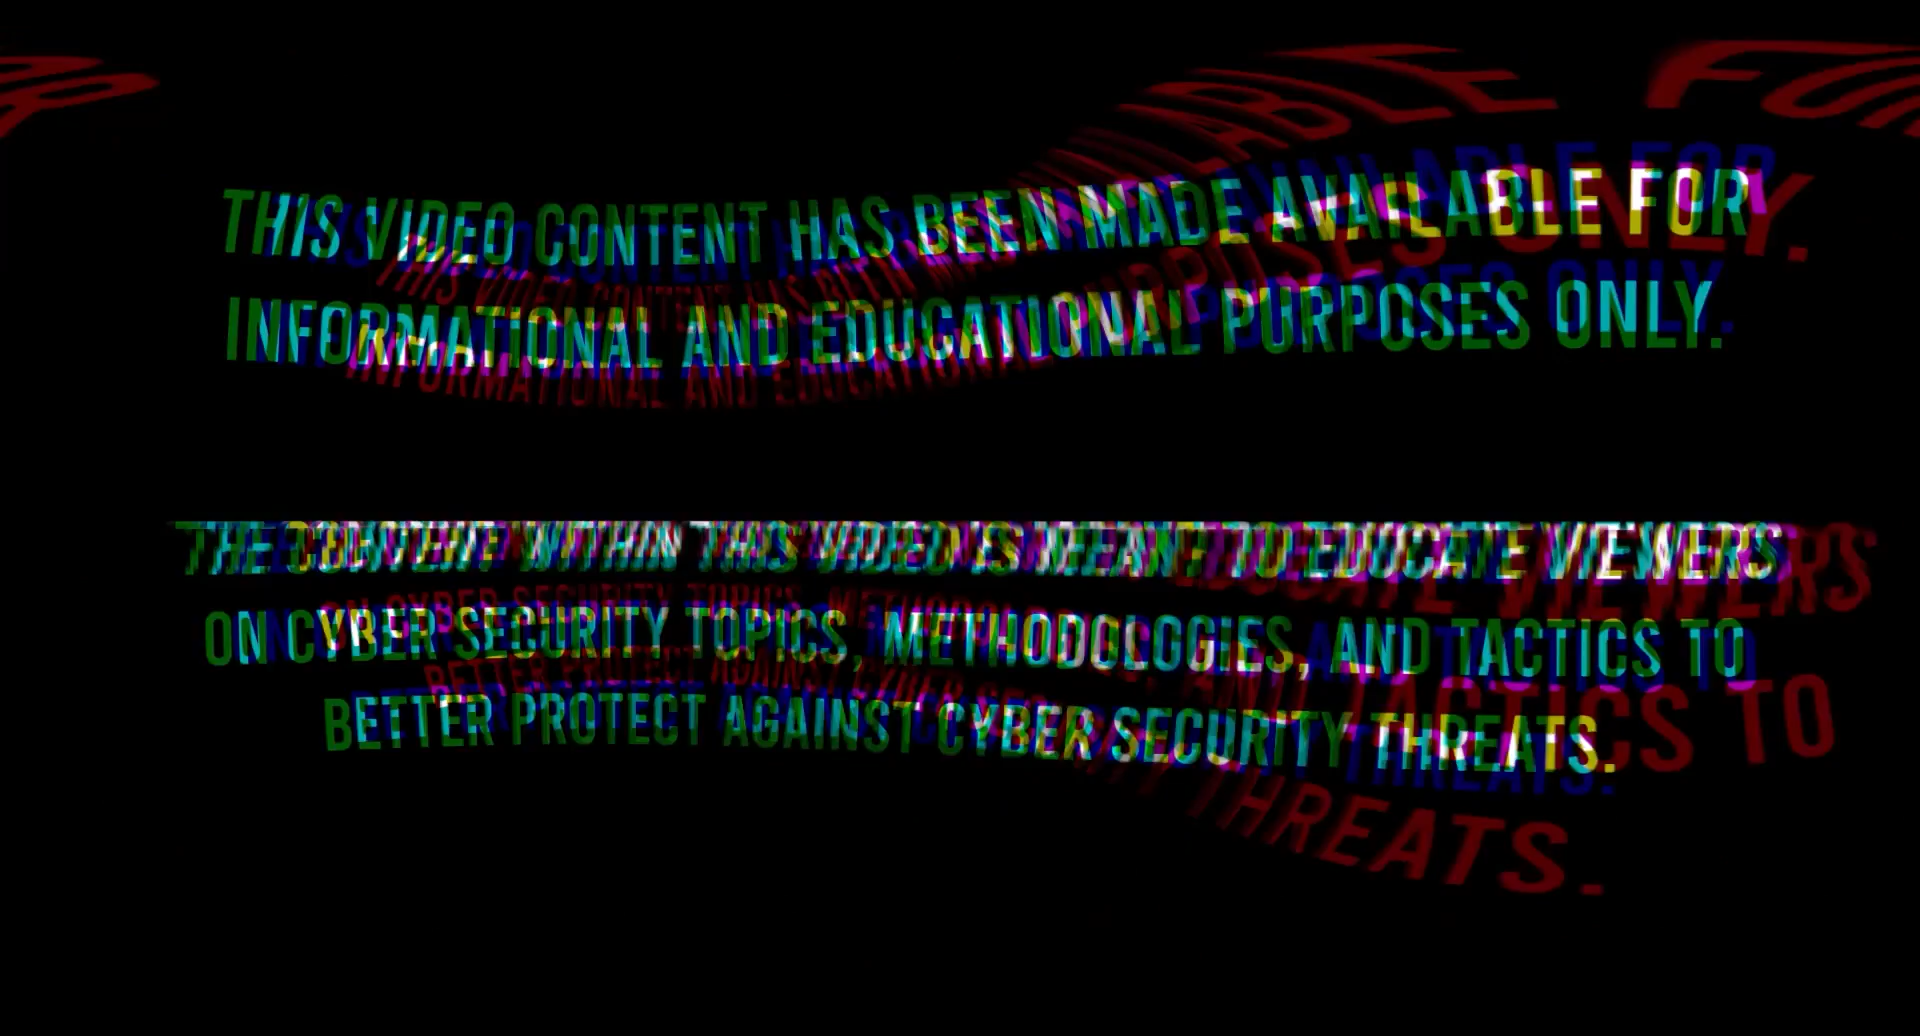 THIS VIDEO CONTENT HAS BEEN MADE AVAILABLE FOR
INFORMATIONAL AND EDUCATIONAL PURPOSES ONLY.
THE CONTENT WITHIN THIS VIDEO IS MEANT TO EDUCATE VIEWERS
ON CYBER SECURITY TOPICS, METHODOLOGIES, AND TACTICS TO
BETTER PROTECT AGAINST CYBER SECURITY THREATS.